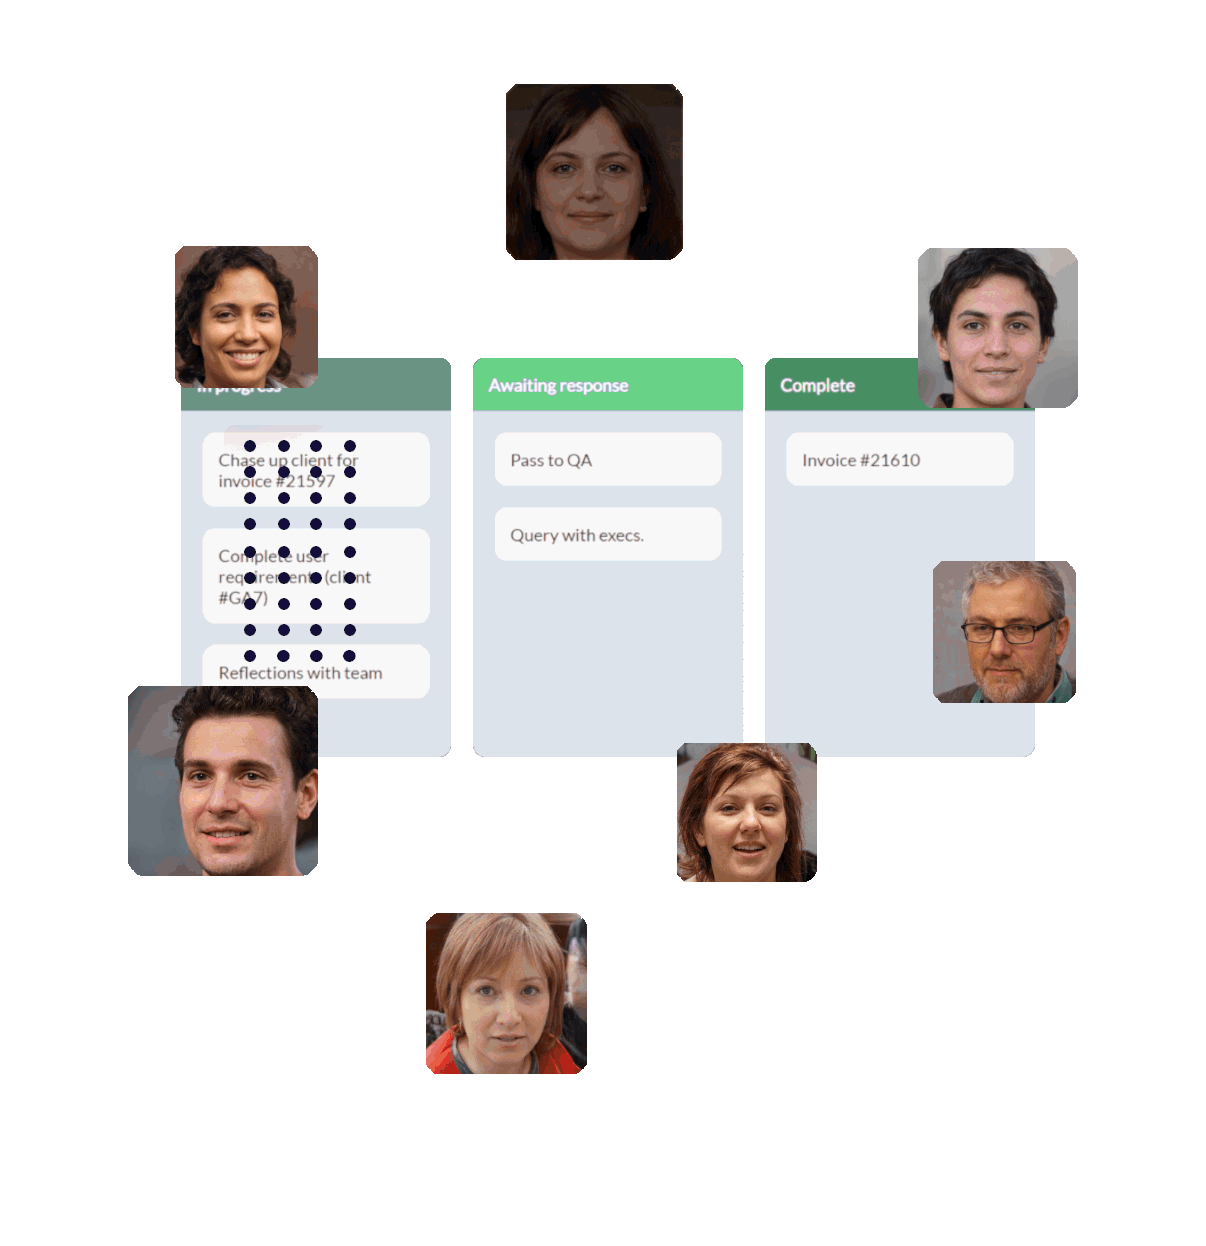 In progress
Chase up client for
invoice #21597
Complete user
requirements (client
#GA7)
Reflections with team
Awaiting response
Pass to QA
Query with execs.
Complete
Invoice #21610